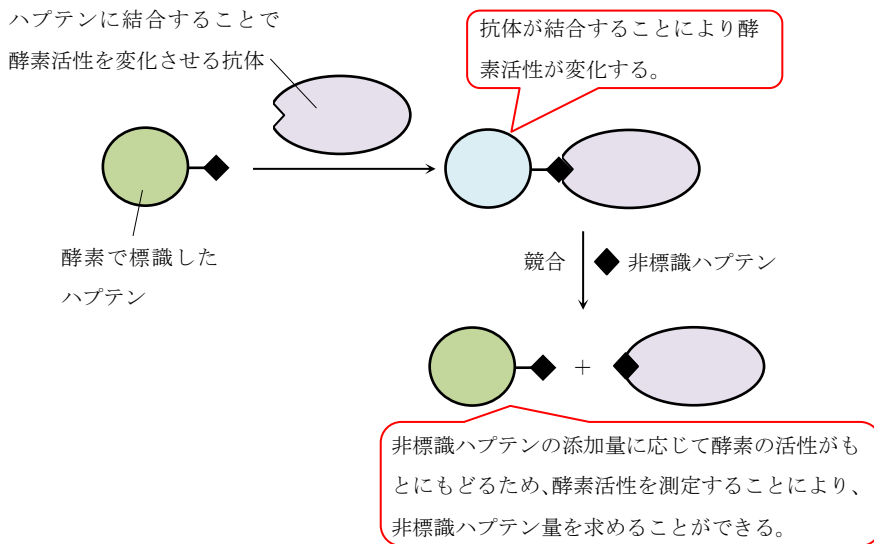 ハプテンに結合することで
酵素活性を変化させる抗体
抗体が結合することにより酵
素活性が変化する。
酵素で標識した
ハプテン
競合
非標識ハプテン
+
非標識ハプテンの添加量に応じて酵素の活性がも
とにもどるため、酵素活性を測定することにより、
非標識ハプテン量を求めることができる。